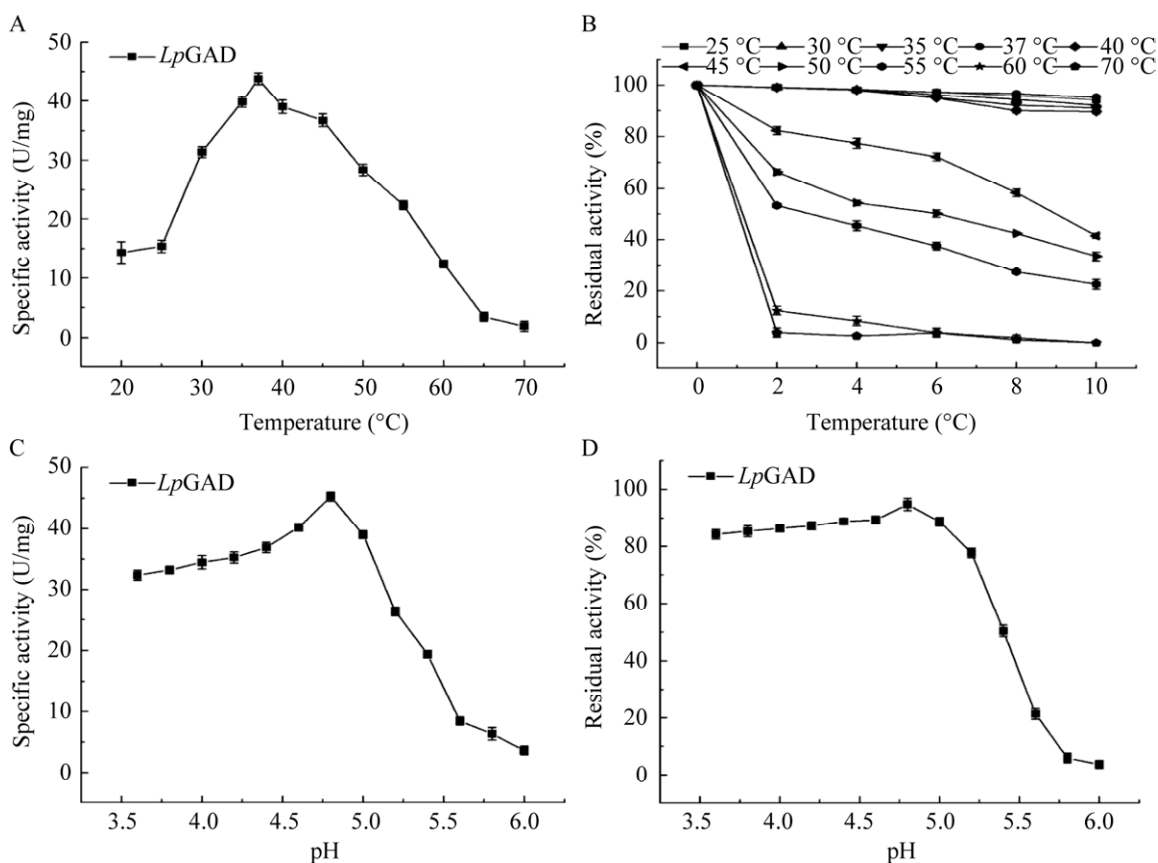 A
LpGAD
50
40
30
20
10
0
Specific activity (U/mg)
20 30 40 50 60 70
Temperature (°C)
B
25 °C 30 °C 35 °C 37 °C 40 °C
45 °C 50 °C 55 °C 60 °C 70 °C
100
80
60
40
20
0
Residual activity (%)
0 2 4 6 8 10
Temperature (°C)
C
LpGAD
50
40
30
20
10
0
Specific activity (U/mg)
3.5 4.0 4.5 5.0 5.5 6.0
pH
D
LpGAD
100
80
60
40
20
0
Residual activity (%)
3.5 4.0 4.5 5.0 5.5 6.0
pH